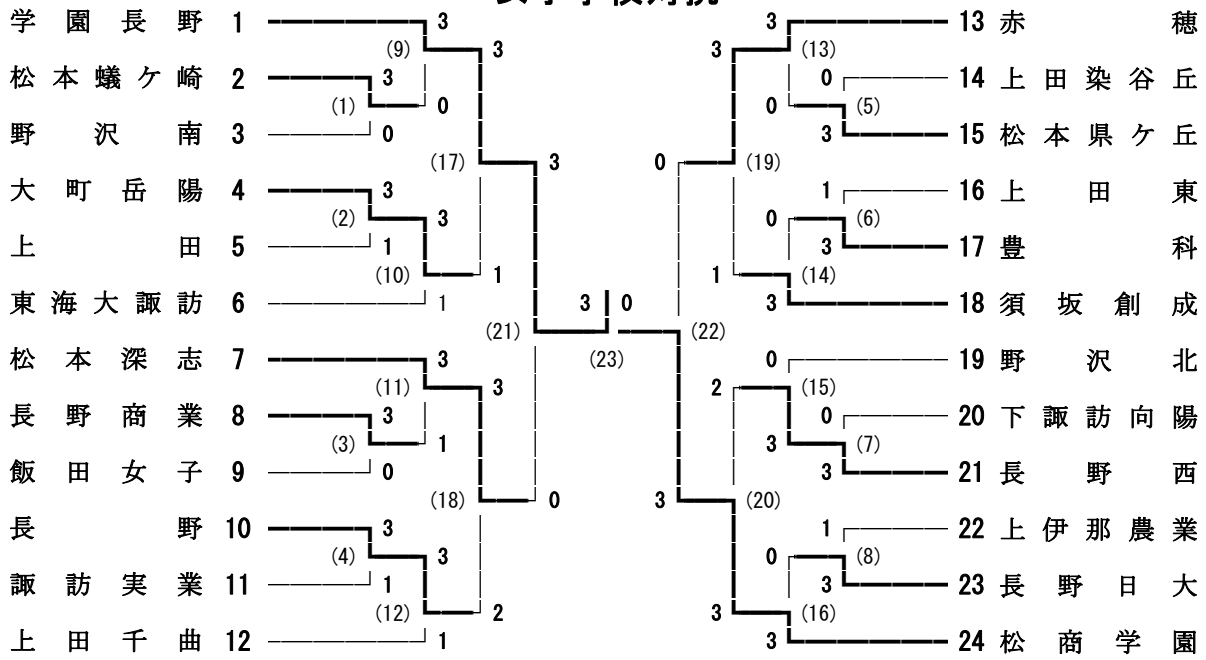 学園長野 1 3 3 13 赤穂
(9) 3 3 (13)
松本蟻ケ崎 2 3 0 14 上田染谷丘
(1) 0 0 (5)
野沢南 3 0 3 15 松本県ケ丘
(17) 3 0 (19)
大町岳陽 4 3 1 16 上田東
(2) 3 0 (6)
上田 5 1 3 17 豊科
(10) 1 1 (14)
東海大諏訪 6 1 3 0 3 18 須坂創成
(21) (22)
松本深志 7 3 (23) 0 19 野沢北
(11) 3 2 (15)
長野商業 8 3 0 20 下諏訪向陽
(3) 1 3 (7)
飯田女子 9 0 3 21 長野西
(18) 0 3 (20)
長野 10 3 1 22 上伊那農業
(4) 3 0 (8)
諏訪実業 11 1 3 23 長野日大
(12) 2 3 (16)
上田千曲 12 1 3 24 松商学園